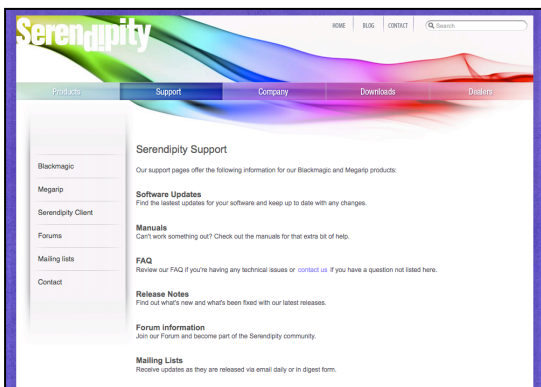 Serendipity
HOME BLOG CONTACT Search
Products Support Company Downloads Dealers
Blackmagic
Megarip
Serendipity Client
Forums
Mailing lists
Contact
Serendipity Support
Our support pages offer the following information for our Blackmagic and Megarip products:
Software Updates
Find the lastest updates for your software and keep up to date with any changes.
Manuals
Can't work something out? Check out the manuals for that extra bit of help.
FAQ
Review our FAQ if you're having any technical issues or contact us if you have a question not listed here.
Release Notes
Find out what's new and what's been fixed with our latest releases.
Forum information
Join our Forum and become part of the Serendipity community.
Mailing Lists
Receive updates as they are released via email daily or in digest form.